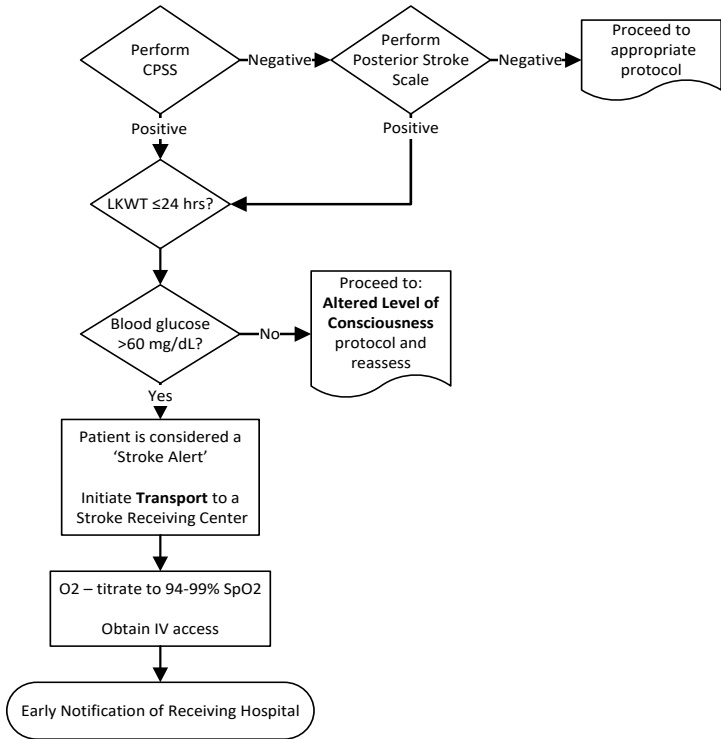 Perform
CPSS
Negative
Perform
Posterior Stroke
Scale
Negative
Proceed to
appropriate
protocol
Positive
Positive
LKWT ≤24 hrs?
Blood glucose
>60 mg/dL?
No
Proceed to:
Altered Level of
Consciousness
protocol and
reassess
Yes
Patient is considered a
‘Stroke Alert’
Initiate Transport to a
Stroke Receiving Center
O2 – titrate to 94-99% SpO2
Obtain IV access
Early Notification of Receiving Hospital